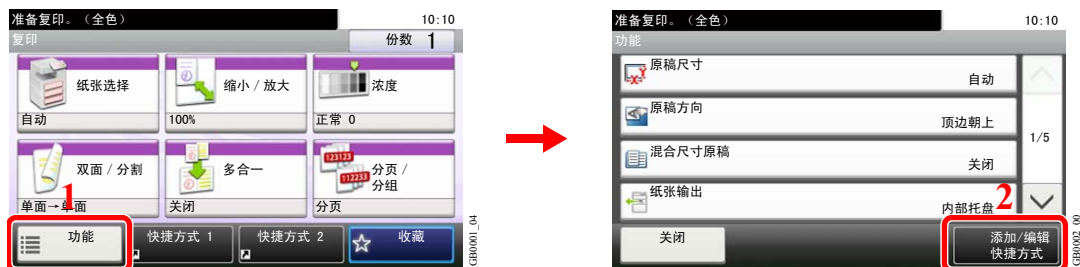 准备复印。（全色）
10:10
复印
份数 1
纸张选择
自动
缩小 / 放大
100%
浓度
正常 0
双面 / 分割
单面→单面
多合一
关闭
123123
112233
分页 /
分组
分页
1
功能
快捷方式 1
快捷方式 2
收藏
GB0001_04
准备复印。（全色）
10:10
功能
原稿尺寸
自动
原稿方向
顶边朝上
1/5
混合尺寸原稿
关闭
纸张输出
内部托盘
2
关闭
添加/编辑
快捷方式
GB0002_00